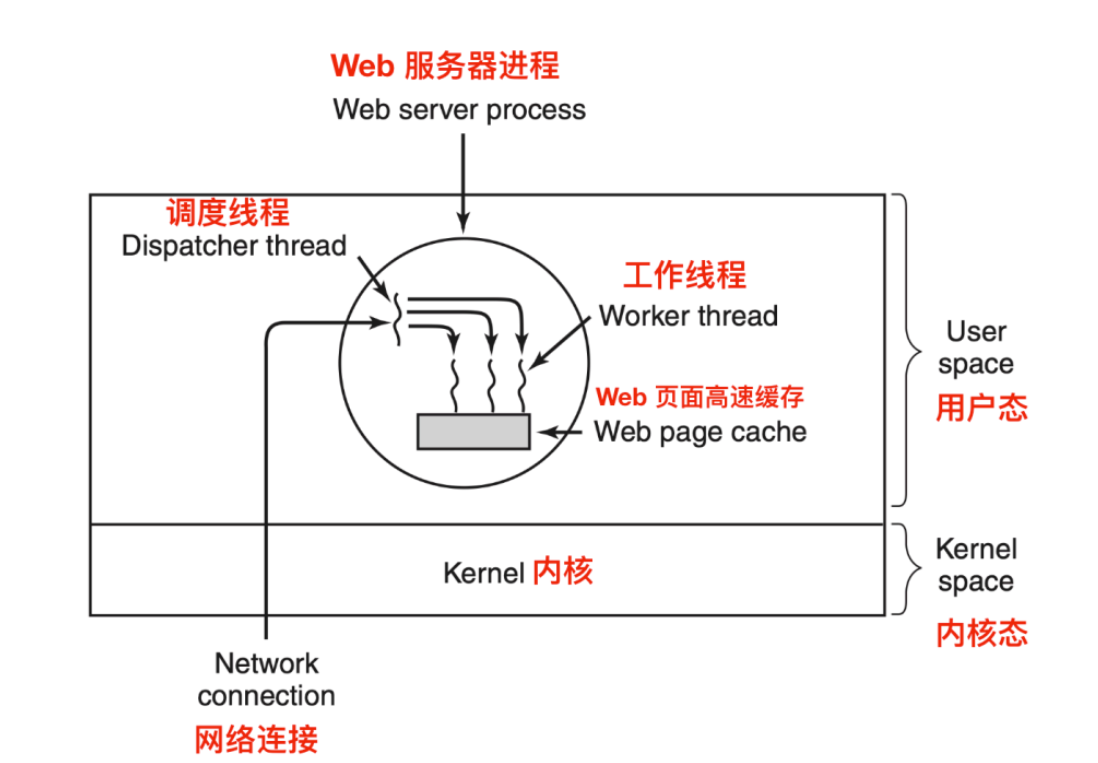 Web 服务器进程
Web server process
调度线程
Dispatcher thread
工作线程
Worker thread
Web 页面高速缓存
Web page cache
User
space
用户态
Kernel 内核
Kernel
space
内核态
Network
connection
网络连接